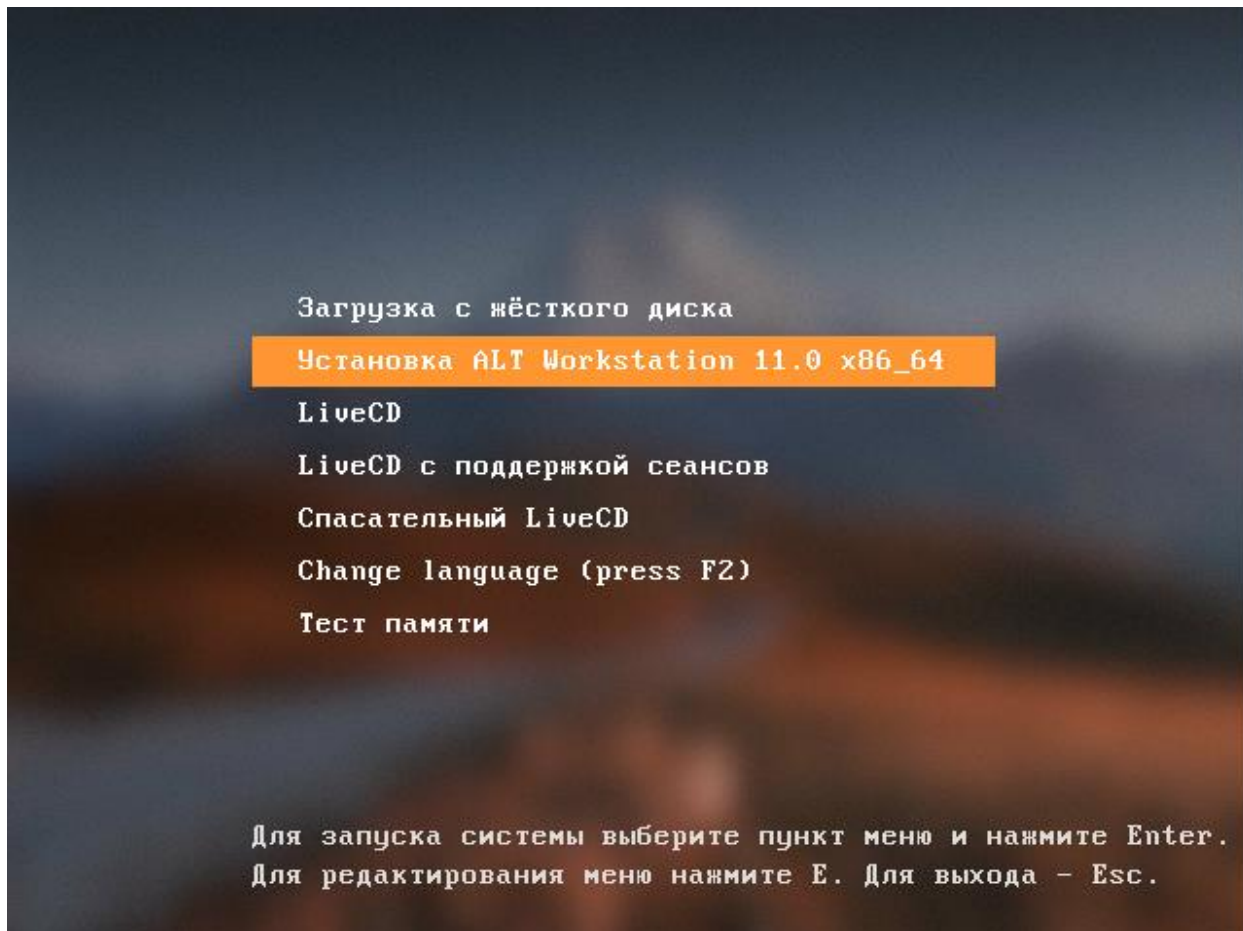 Загрузка с жёсткого диска
Установка ALT Workstation 11.0 x86_64
LiveCD
LiveCD с поддержкой сеансов
Спасательный LiveCD
Change language (press F2)
Тест памяти
Для запуска системы выберите пункт меню и нажмите Enter.
Для редактирования меню нажмите E. Для выхода - Esc.